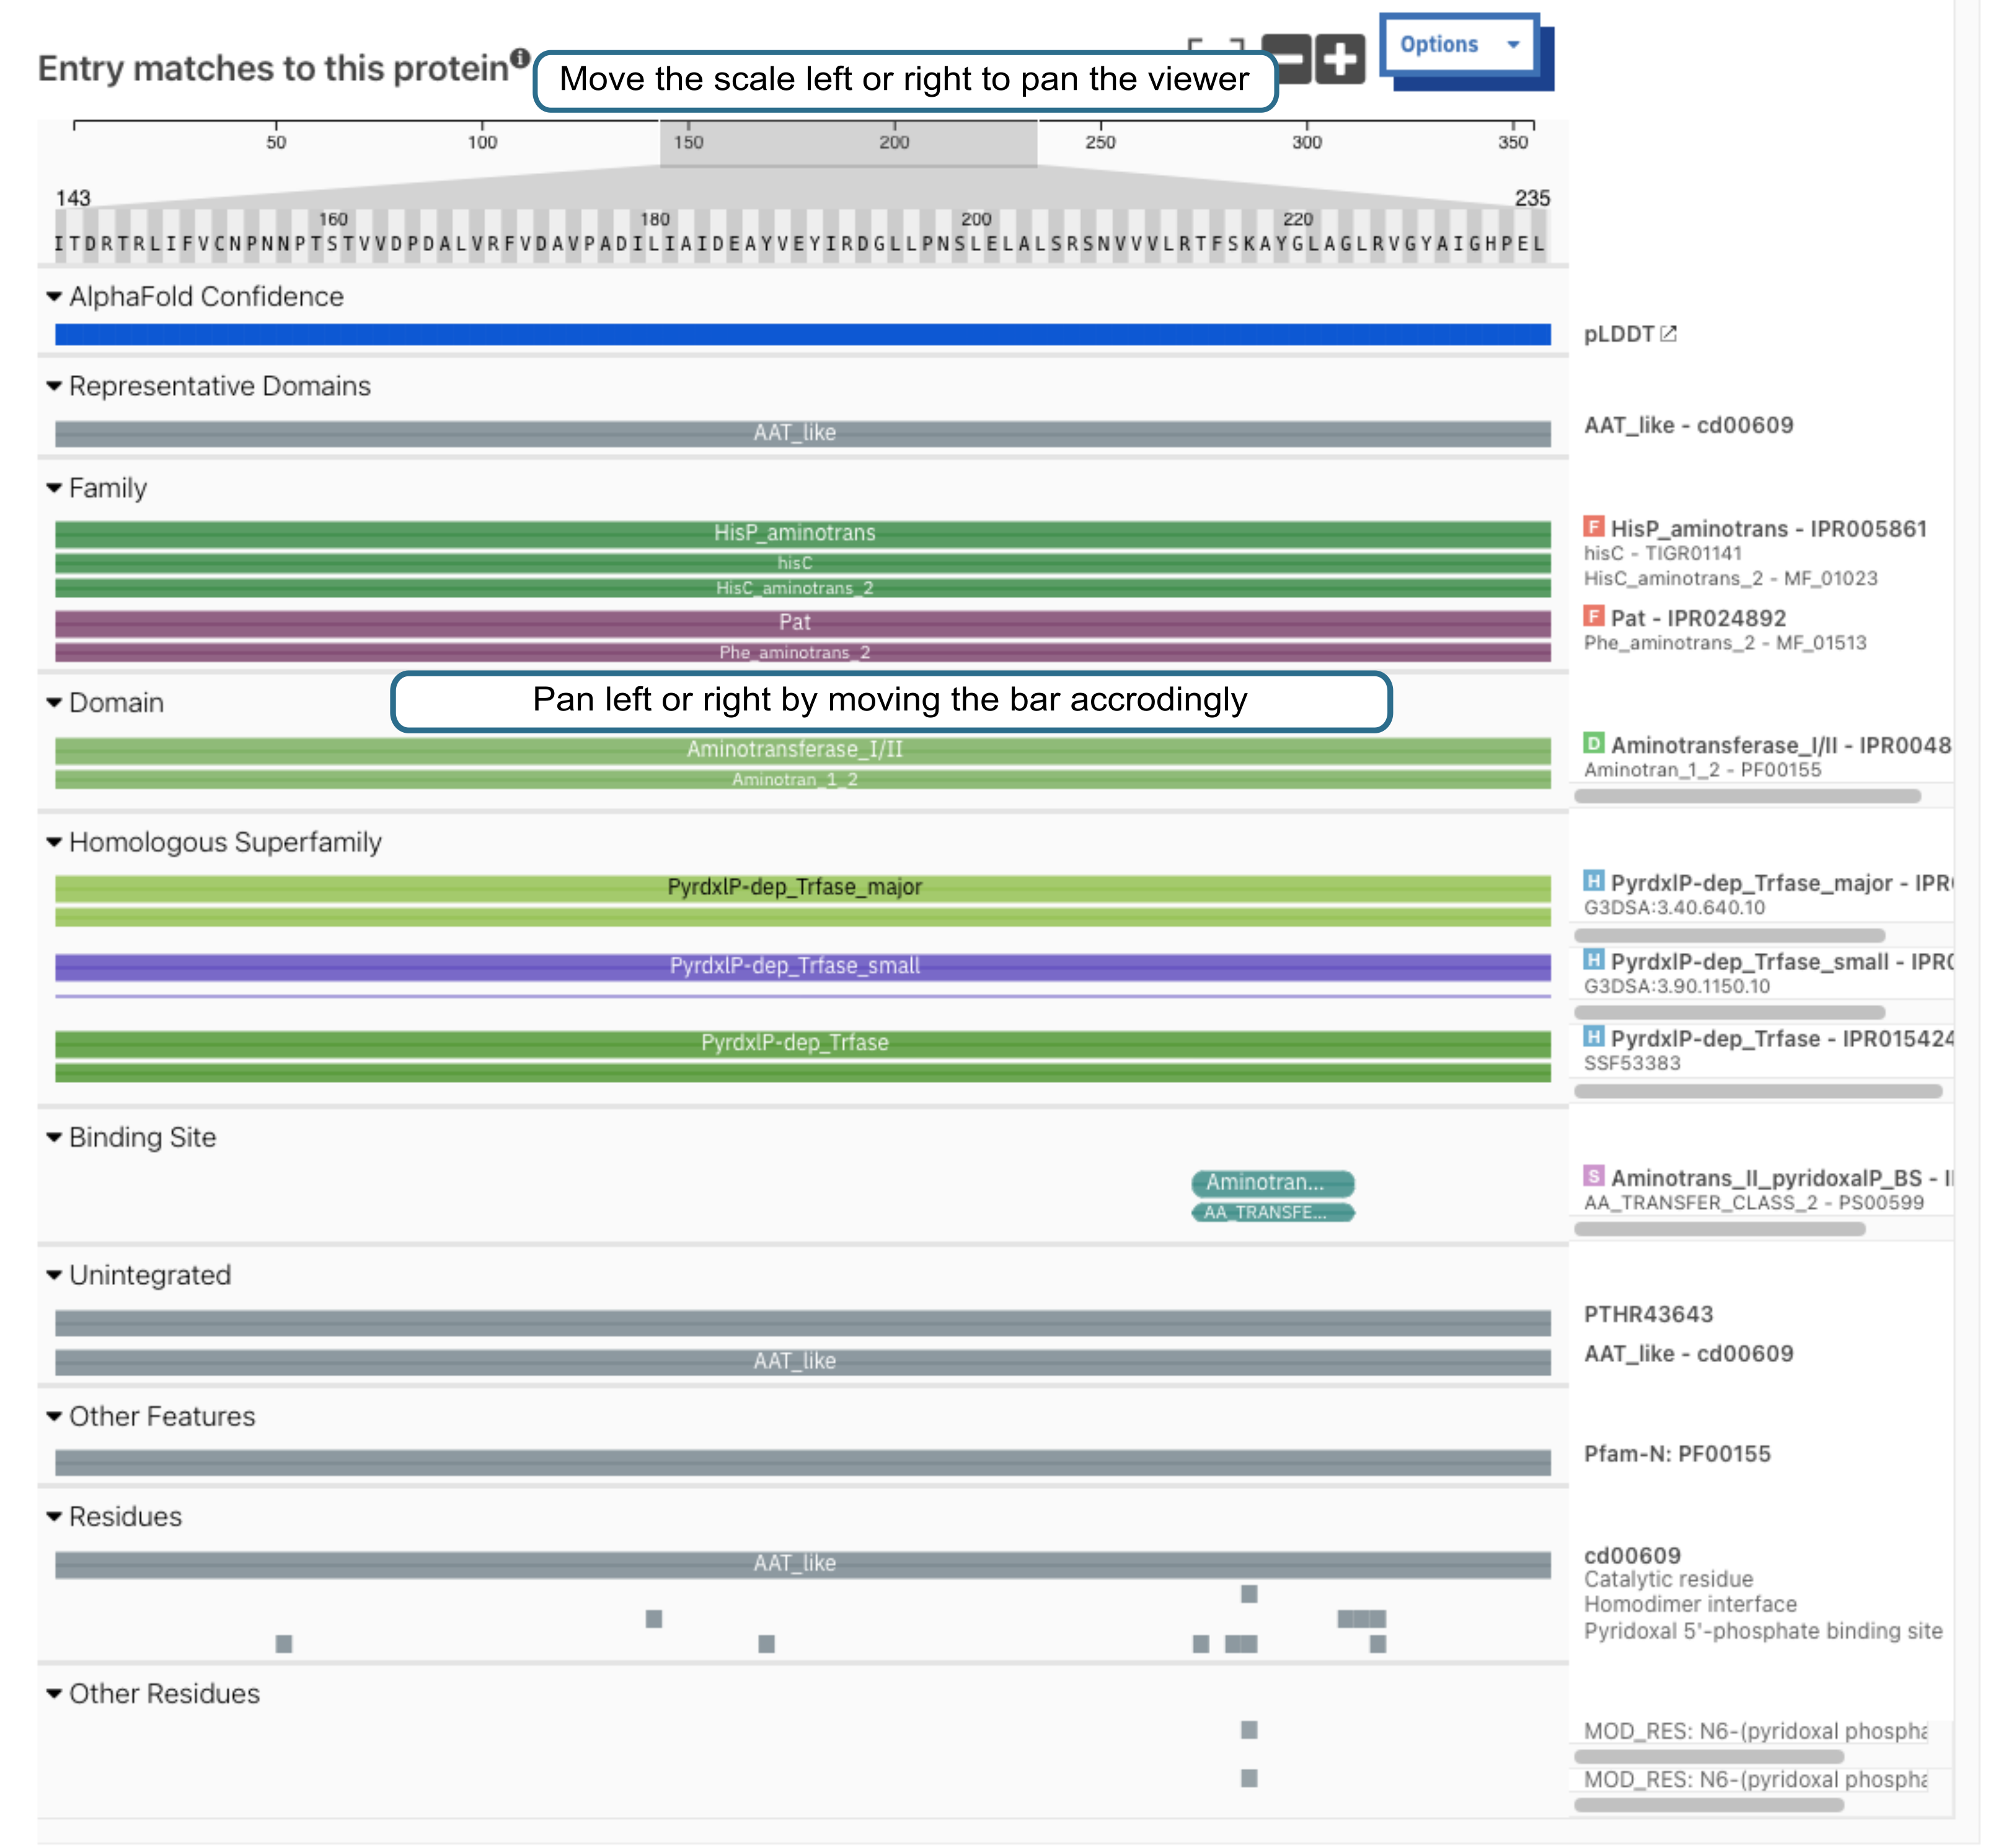 Entry matches to this protein
Move the scale left or right to pan the viewer
Options
50 100 150 200 250 300 350
143 235
160 180 200 220
ITDRTRLIFVCNPNNPTSTVVDPDALVRFVDAVPADILIAIDEAYVEYIRDGLLPNSLELALSRSNVVVLRTFSKAYGLAGLRVGYAIGHPEL
AlphaFold Confidence
pLDDT
Representative Domains
AAT_like
AAT_like - cd00609
Family
HisP_aminotrans
F HisP_aminotrans - IPR005861
hisC
hisC - TIGR01141
HisC_aminotrans_2
HisC_aminotrans_2 - MF_01023
Pat
F Pat - IPR024892
Phe_aminotrans_2
Phe_aminotrans_2 - MF_01513
Domain
Pan left or right by moving the bar accrodingly
Aminotransferase_I/II
D Aminotransferase_I/II - IPR0048
Aminotran_1_2
Aminotran_1_2 - PF00155
Homologous Superfamily
PyrdxlP-dep_Trfase_major
H PyrdxlP-dep_Trfase_major - IPR
G3DSA:3.40.640.10
PyrdxlP-dep_Trfase_small
H PyrdxlP-dep_Trfase_small - IPR0
G3DSA:3.90.1150.10
PyrdxlP-dep_Trfase
H PyrdxlP-dep_Trfase - IPR015424
SSF53383
Binding Site
Aminotran...
S Aminotrans_II_pyridoxalP_BS - I
AA_TRANSFE...
AA_TRANSFER_CLASS_2 - PS00599
Unintegrated
PTHR43643
AAT_like
AAT_like - cd00609
Other Features
Pfam-N: PF00155
Residues
AAT_like
cd00609
Catalytic residue
Homodimer interface
Pyridoxal 5'-phosphate binding site
Other Residues
MOD_RES: N6-(pyridoxal phospha
MOD_RES: N6-(pyridoxal phospha